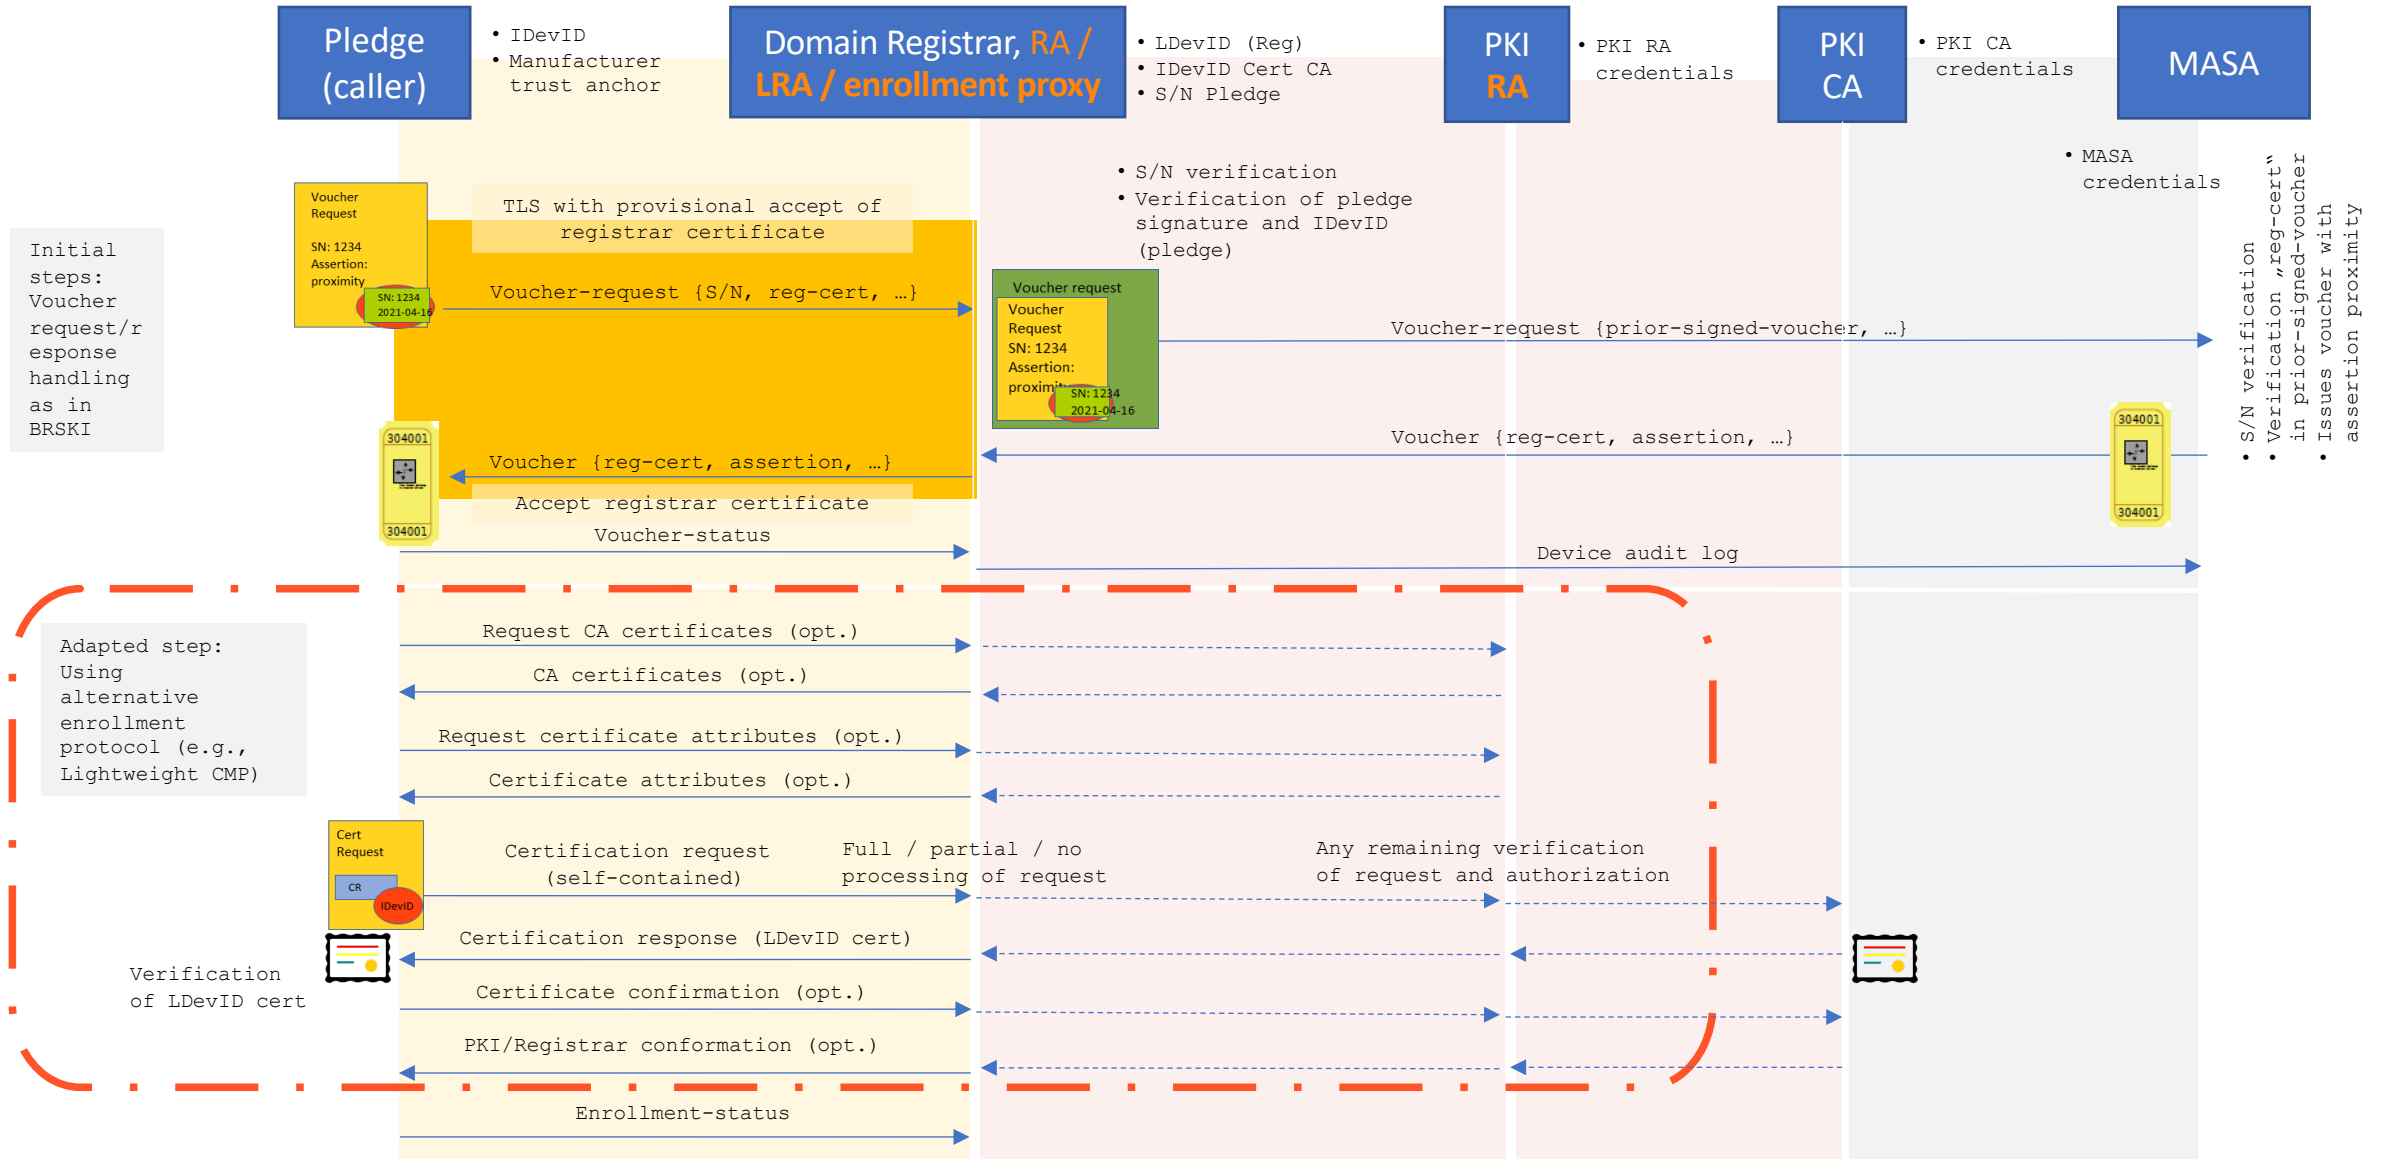 Pledge
(caller)
• IDevID
• Manufacturer
trust anchor
Domain Registrar, RA /
LRA / enrollment proxy
• LDevID (Reg)
• IDevID Cert CA
• S/N Pledge
PKI
RA
• PKI RA
credentials
PKI
CA
• PKI CA
credentials
MASA
Initial
steps:
Voucher
request/r
esponse
handling
as in
BRSKI
Voucher
Request
SN: 1234
Assertion:
proximity
SN: 1234
2021-04-16
TLS with provisional accept of
registrar certificate
Voucher-request {S/N, reg-cert, …}
• S/N verification
• Verification of pledge
signature and IDevID
(pledge)
Voucher request
Voucher
Request
SN: 1234
Assertion:
proximity
SN: 1234
2021-04-16
Voucher-request {prior-signed-voucher, …}
• MASA
credentials
• S/N verification
• Verification „reg-cert“
in prior-signed-voucher
• Issues voucher with
assertion proximity
Voucher {reg-cert, assertion, …}
304001
304001
304001
304001
Voucher {reg-cert, assertion, …}
Accept registrar certificate
Voucher-status
Device audit log
Adapted step:
Using
alternative
enrollment
protocol (e.g.,
Lightweight CMP)
Request CA certificates (opt.)
CA certificates (opt.)
Request certificate attributes (opt.)
Certificate attributes (opt.)
Cert
Request
CR
IDevID
Certification request
(self-contained)
Full / partial / no
processing of request
Any remaining verification
of request and authorization
Certification response (LDevID cert)
Verification
of LDevID cert
Certificate confirmation (opt.)
PKI/Registrar conformation (opt.)
Enrollment-status